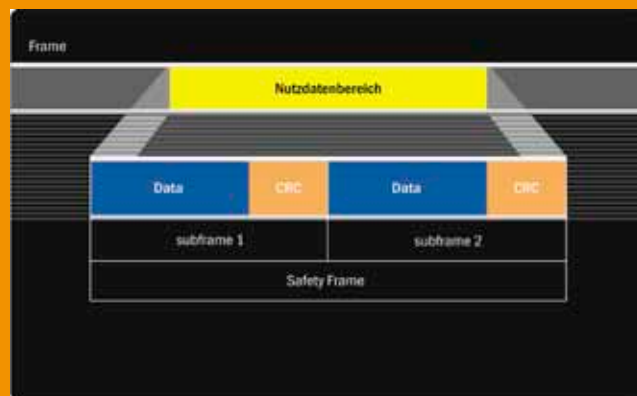 Frame
Nutzdatenbereich
Data CRC Data CRC
subframe 1 subframe 2
Safety Frame